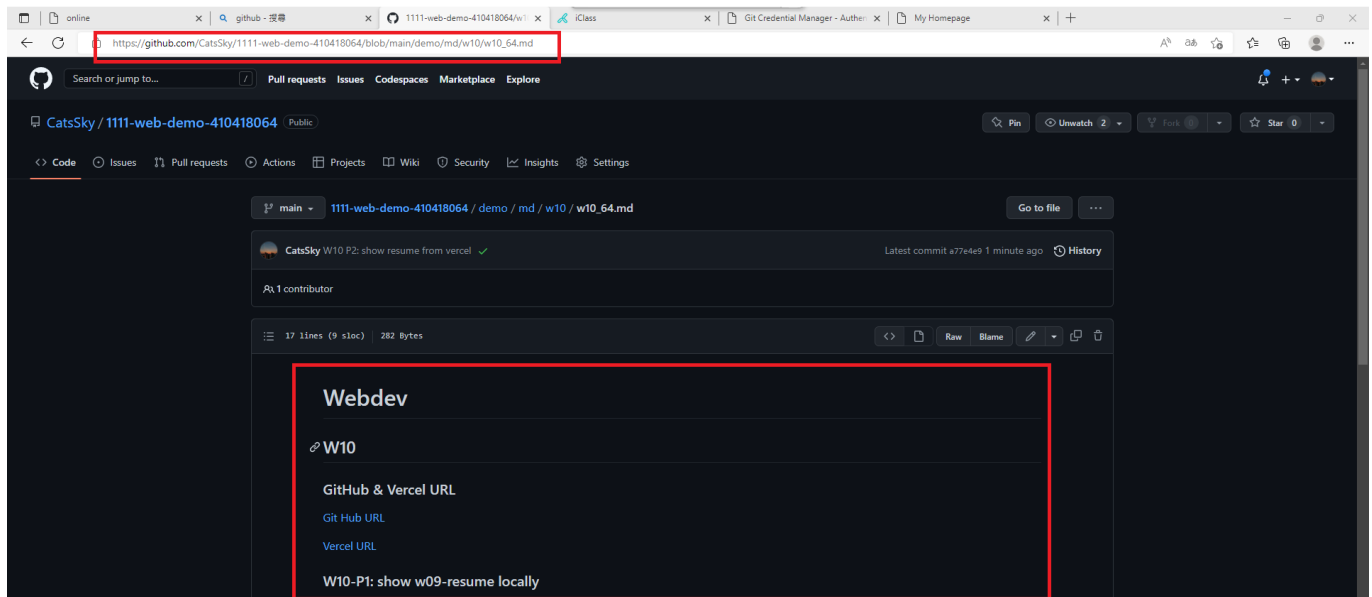 online
github - 搜尋
1111-web-demo-410418064/w1
iClass
Git Credential Manager - Authen
My Homepage
https://github.com/CatsSky/1111-web-demo-410418064/blob/main/demo/md/w10/w10_64.md
Search or jump to... /
Pull requests Issues Codespaces Marketplace Explore
CatsSky / 1111-web-demo-410418064 Public
Pin Unwatch 2 Fork 0 Star 0
Code Issues Pull requests Actions Projects Wiki Security Insights Settings
main 1111-web-demo-410418064 / demo / md / w10 / w10_64.md Go to file ...
CatsSky W10 P2: show resume from vercel Latest commit a77e4e9 1 minute ago History
1 contributor
17 lines (9 sloc) 282 Bytes Raw Blame
Webdev
W10
GitHub & Vercel URL
Git Hub URL
Vercel URL
W10-P1: show w09-resume locally